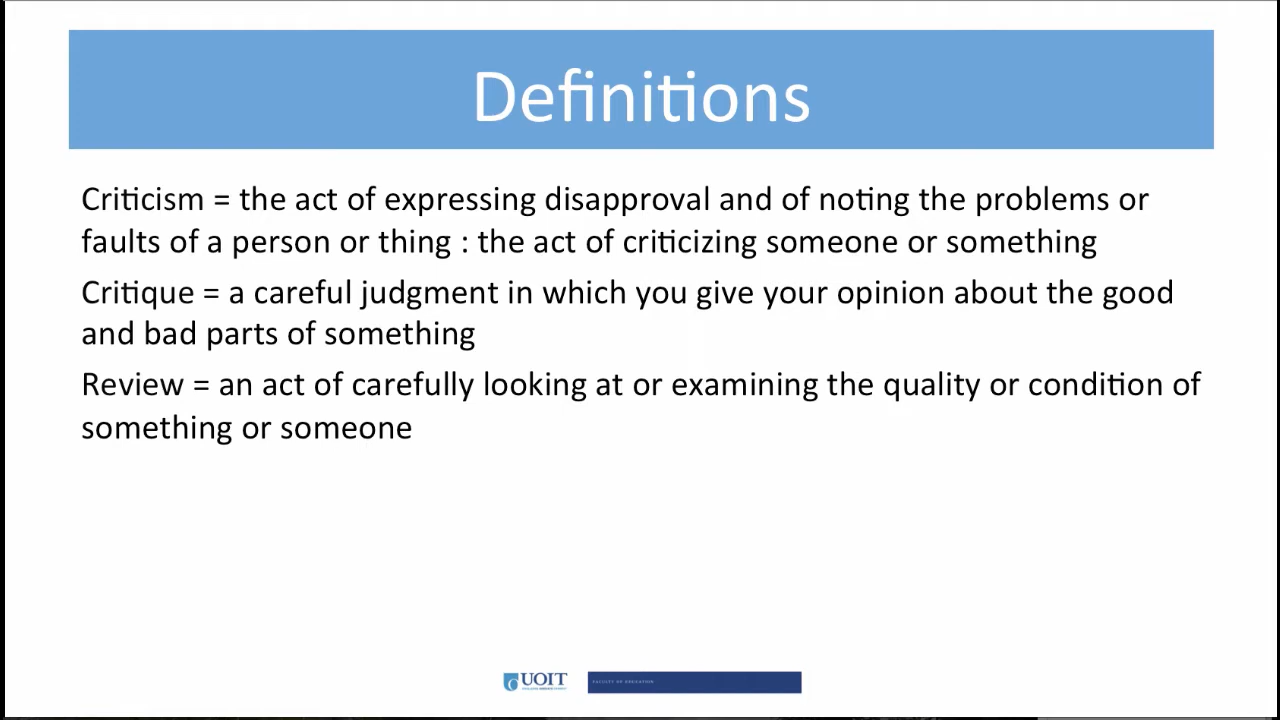 Definitions
Criticism = the act of expressing disapproval and of noting the problems or
faults of a person or thing : the act of criticizing someone or something
Critique = a careful judgment in which you give your opinion about the good
and bad parts of something
Review = an act of carefully looking at or examining the quality or condition of
something or someone
UOIT
FACULTY OF EDUCATION